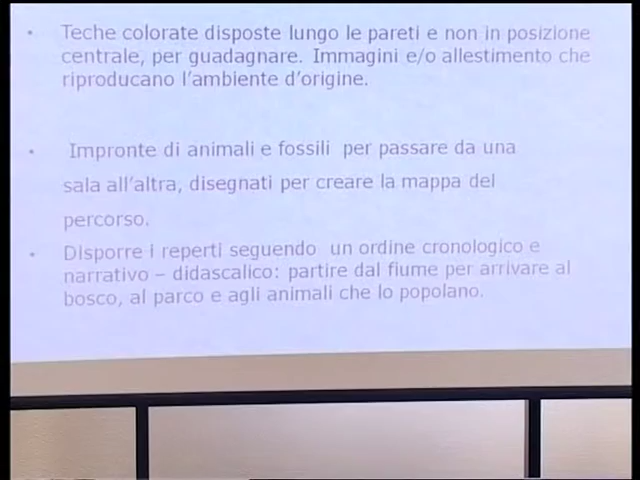 • Teche colorate disposte lungo le pareti e non in posizione
centrale, per guadagnare. Immagini e/o allestimento che
riproducano l'ambiente d'origine.
• Impronte di animali e fossili per passare da una
sala all'altra, disegnati per creare la mappa del
percorso.
• Disporre i reperti seguendo un ordine cronologico e
narrativo – didascalico: partire dal fiume per arrivare al
bosco, al parco e agli animali che lo popolano.